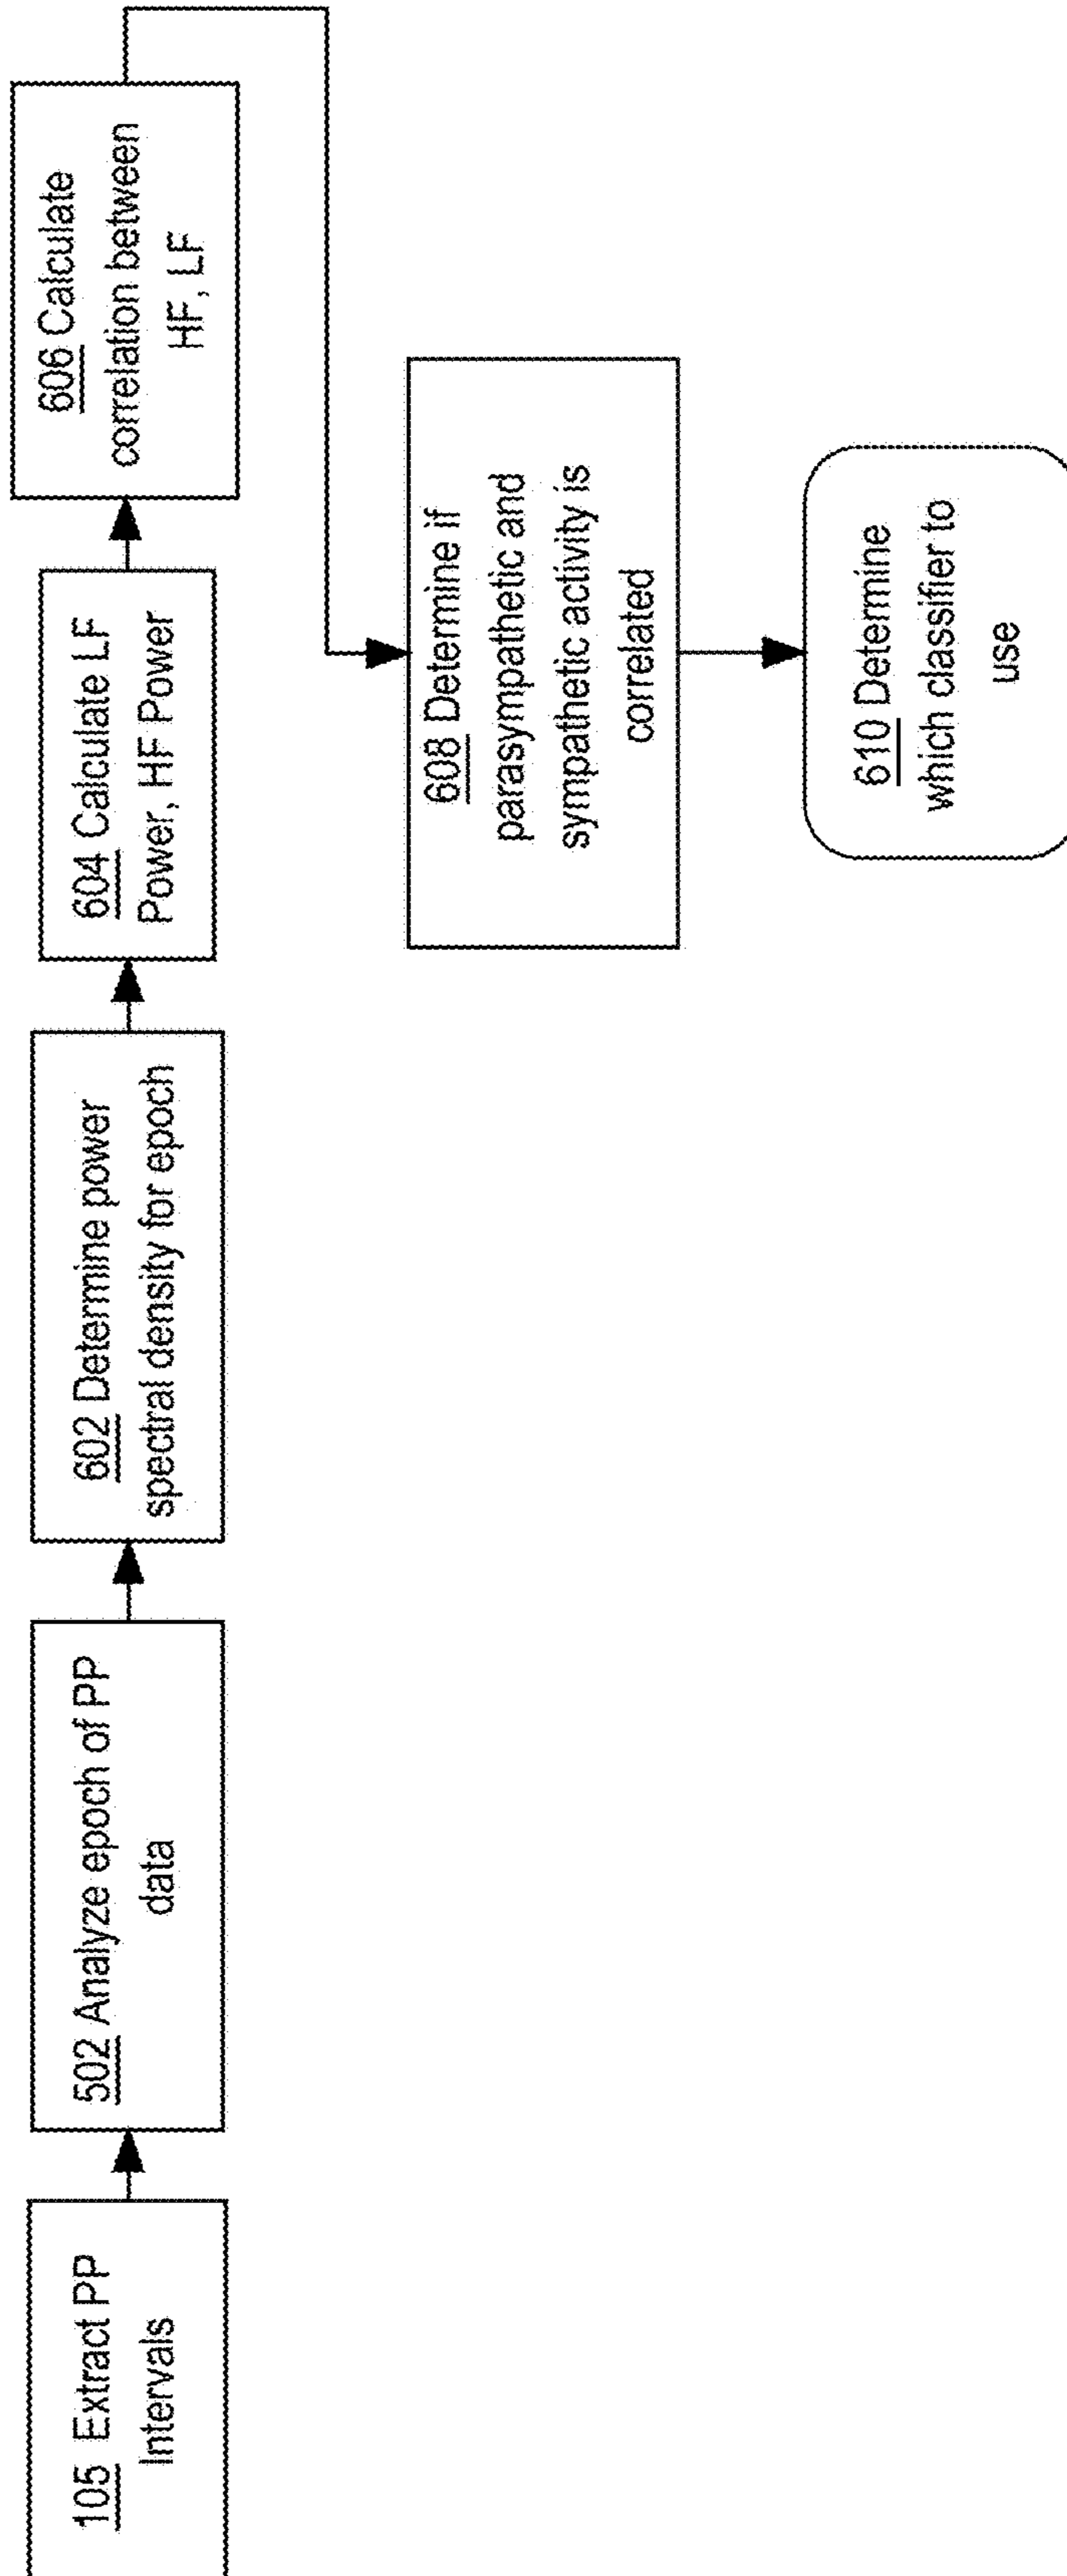 105 Extract PP
Intervals
502 Analyze epoch of PP
data
602 Determine power
spectral density for epoch
604 Calculate LF
Power, HF Power
606 Calculate
correlation between
HF, LF
608 Determine if
parasympathetic and
sympathetic activity is
correlated
610 Determine
which classifier to
use